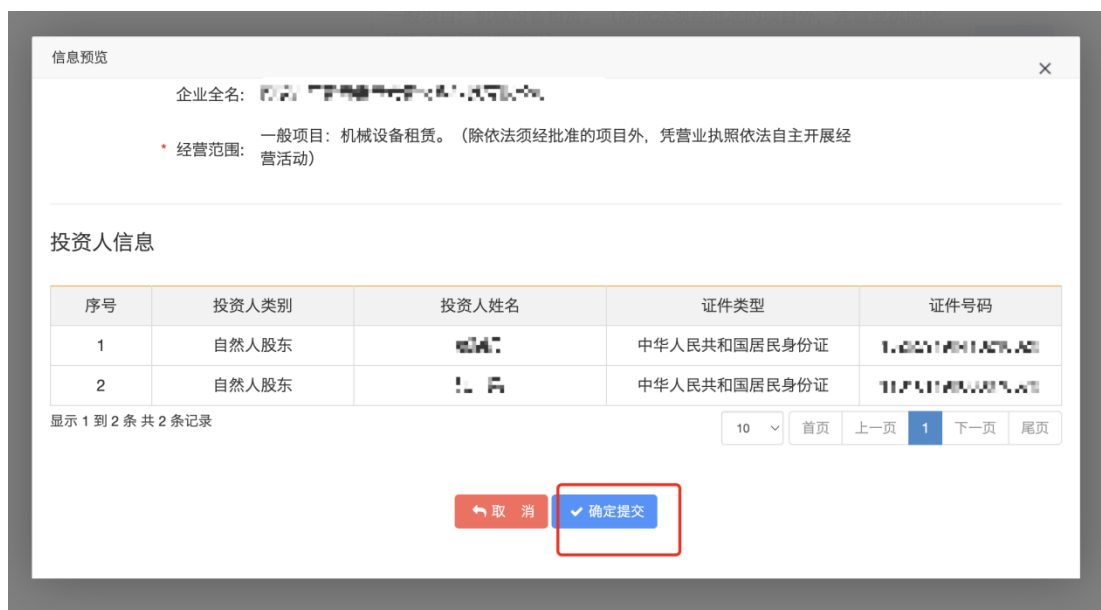 信息预览
×
企业全名:
* 经营范围: 一般项目：机械设备租赁。（除依法须经批准的项目外，凭营业执照依法自主开展经
营活动）
投资人信息
序号 投资人类别 投资人姓名 证件类型 证件号码
1 自然人股东 中华人民共和国居民身份证
2 自然人股东 中华人民共和国居民身份证
显示 1 到 2 条 共 2 条记录 10 首页 上一页 1 下一页 尾页
取 消 确定提交